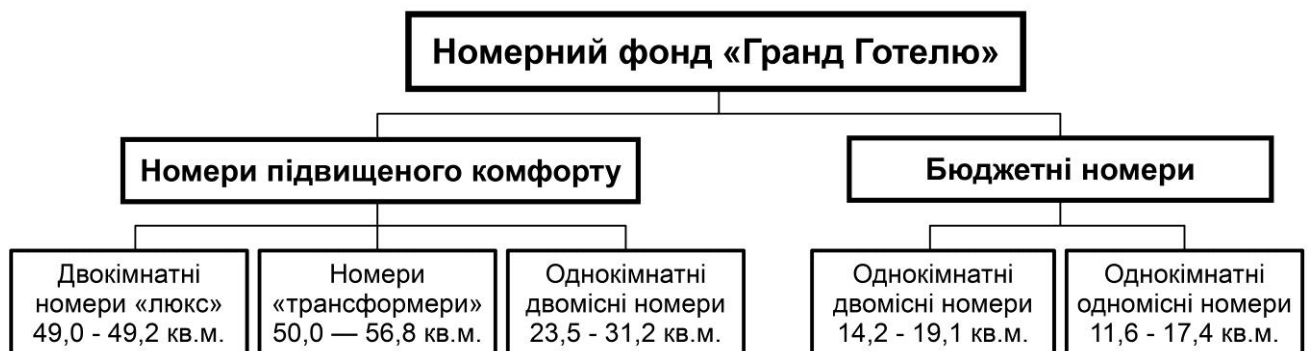 Номерний фонд «Гранд Готелю»
Номери підвищеного комфорту
Бюджетні номери
Двокімнатні
номери «люкс»
49,0 - 49,2 кв.м.
Номери
«трансформери»
50,0 — 56,8 кв.м.
Однокімнатні
двомісні номери
23,5 - 31,2 кв.м.
Однокімнатні
двомісні номери
14,2 - 19,1 кв.м.
Однокімнатні
одномісні номери
11,6 - 17,4 кв.м.